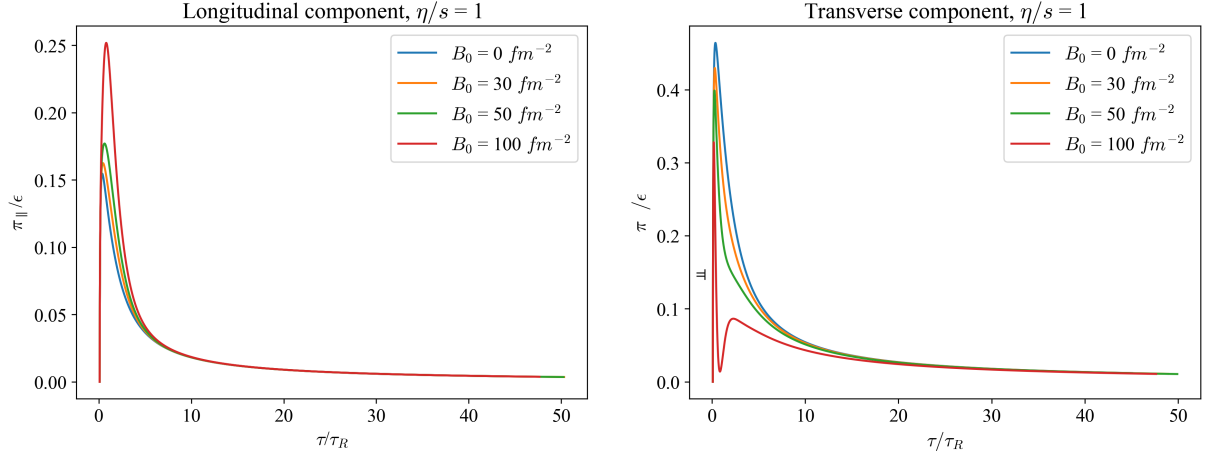 Longitudinal component, η/s = 1
0.25
0.20
0.15
0.10
0.05
0.00
π∥/ϵ
B₀ = 0 fm⁻²
B₀ = 30 fm⁻²
B₀ = 50 fm⁻²
B₀ = 100 fm⁻²
0 10 20 30 40 50
τ/τ_R
Transverse component, η/s = 1
0.4
0.3
0.2
0.1
0.0
π⫫/ϵ
B₀ = 0 fm⁻²
B₀ = 30 fm⁻²
B₀ = 50 fm⁻²
B₀ = 100 fm⁻²
0 10 20 30 40 50
τ/τ_R